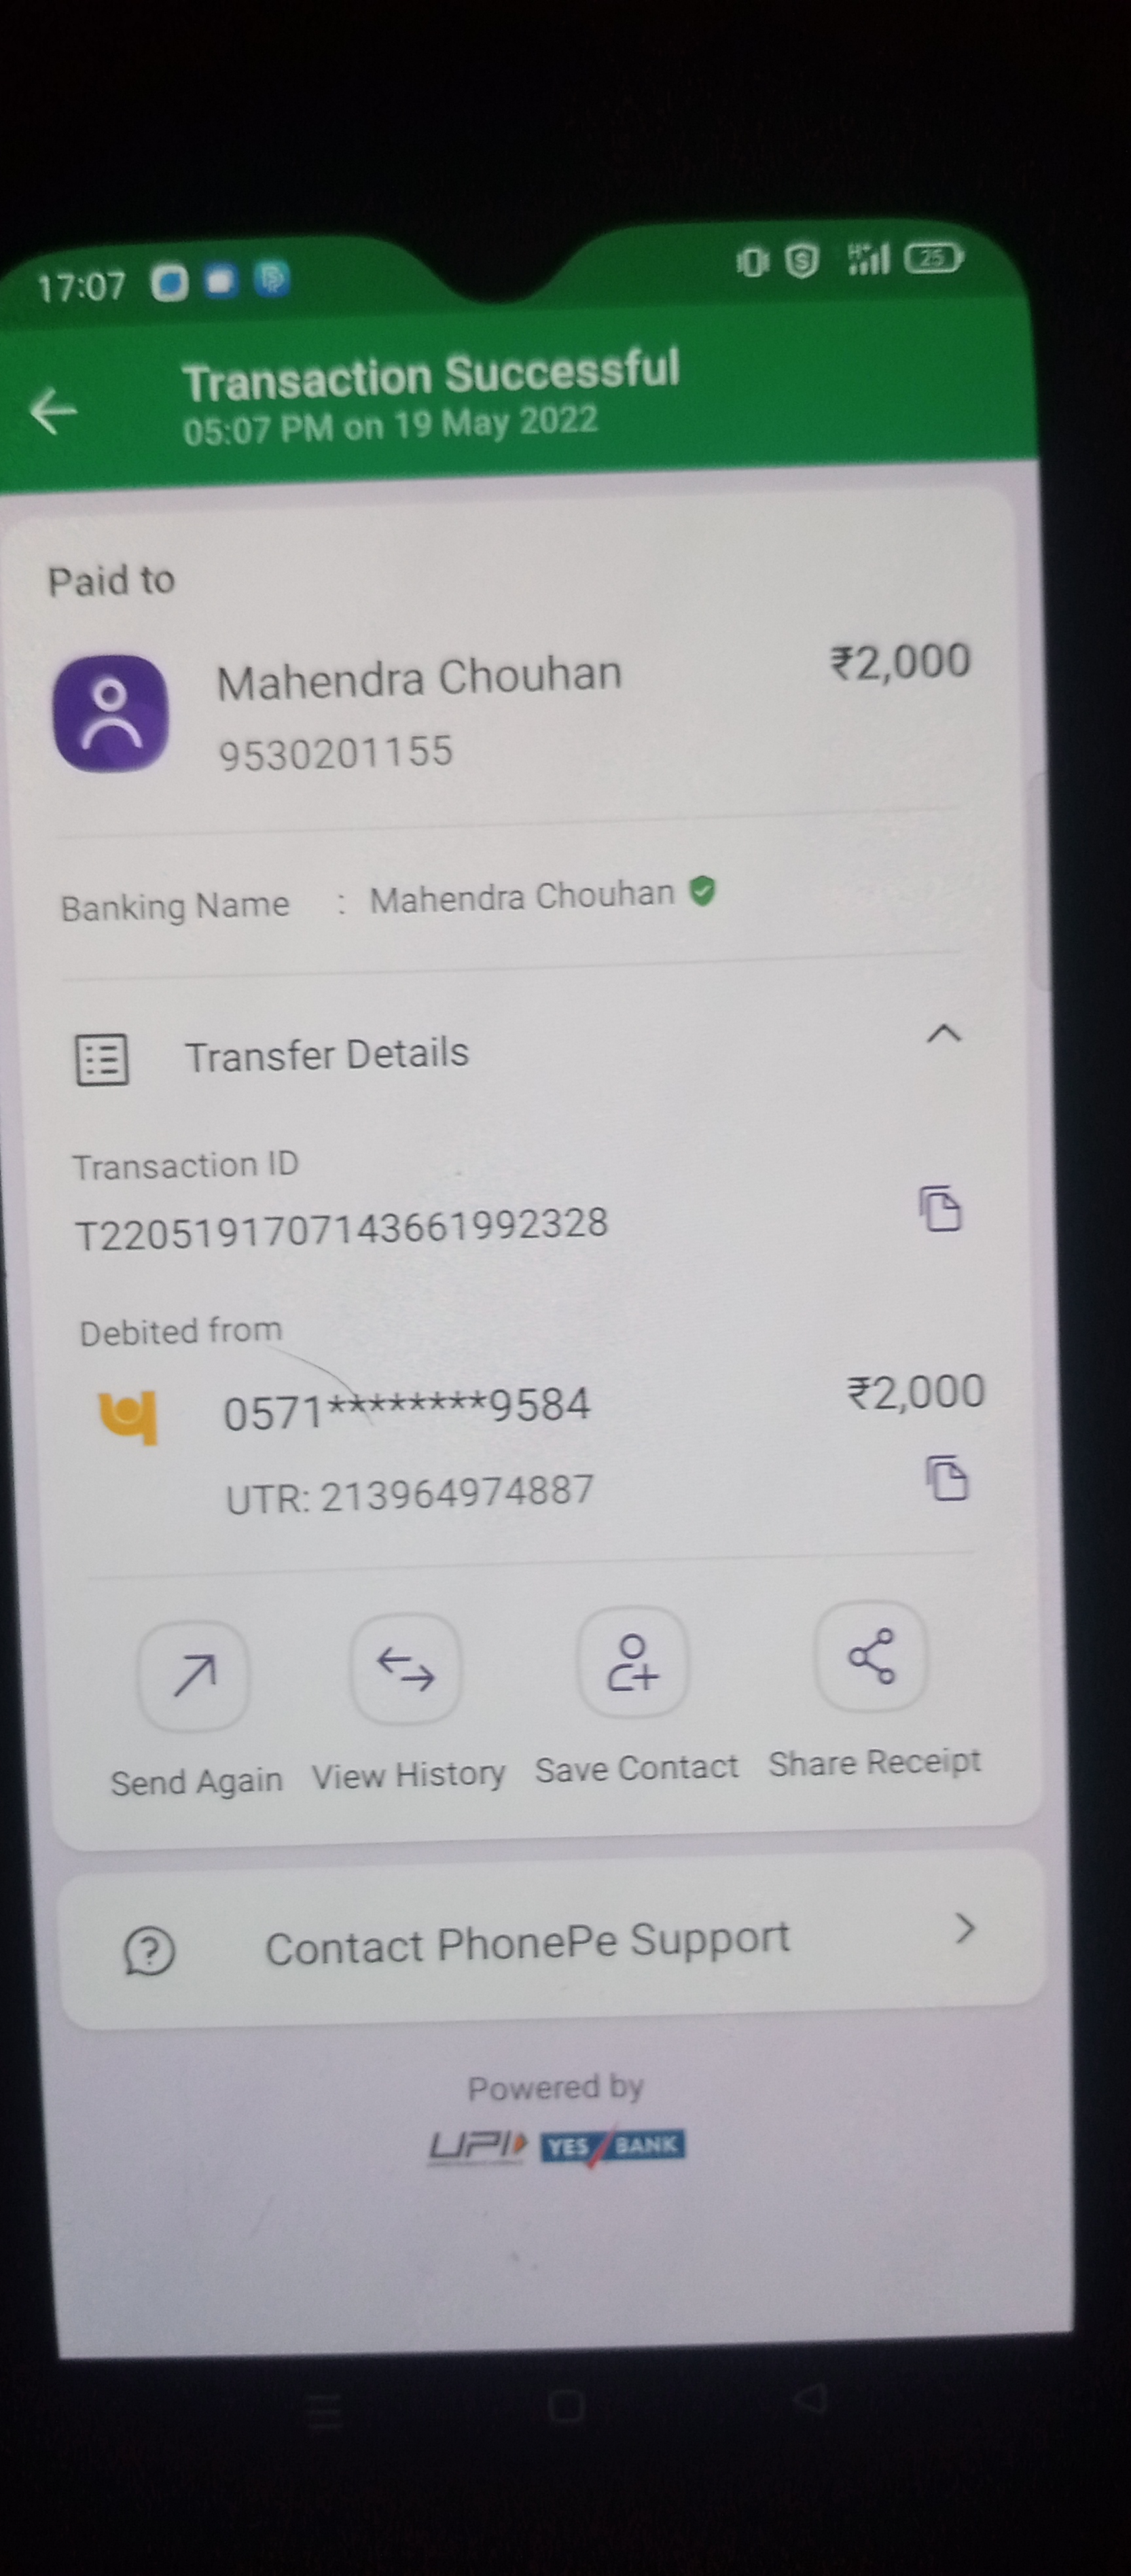 17:07
25
Transaction Successful
05:07 PM on 19 May 2022
Paid to
Mahendra Chouhan
₹2,000
9530201155
Banking Name : Mahendra Chouhan
Transfer Details
Transaction ID
T2205191707143661992328
Debited from
0571********9584
₹2,000
UTR: 213964974887
Send Again View History Save Contact Share Receipt
Contact PhonePe Support
Powered by
UPI YES BANK